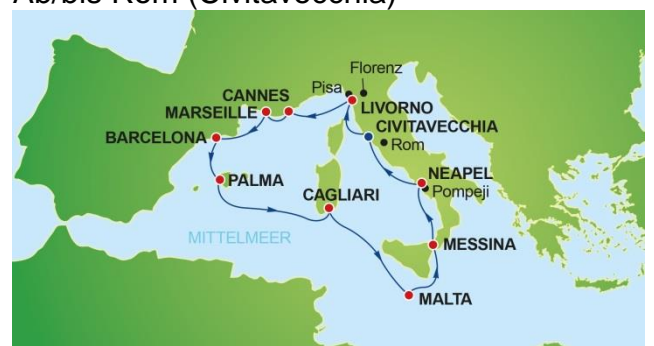 Ab/bis Rom (Civitavecchia)
Florenz
Pisa
CANNES
LIVORNO
MARSEILLE
CIVITAVECCHIA
BARCELONA
Rom
NEAPEL
PALMA
Pompeji
CAGLIARI
MITTELMEER
MESSINA
MALTA